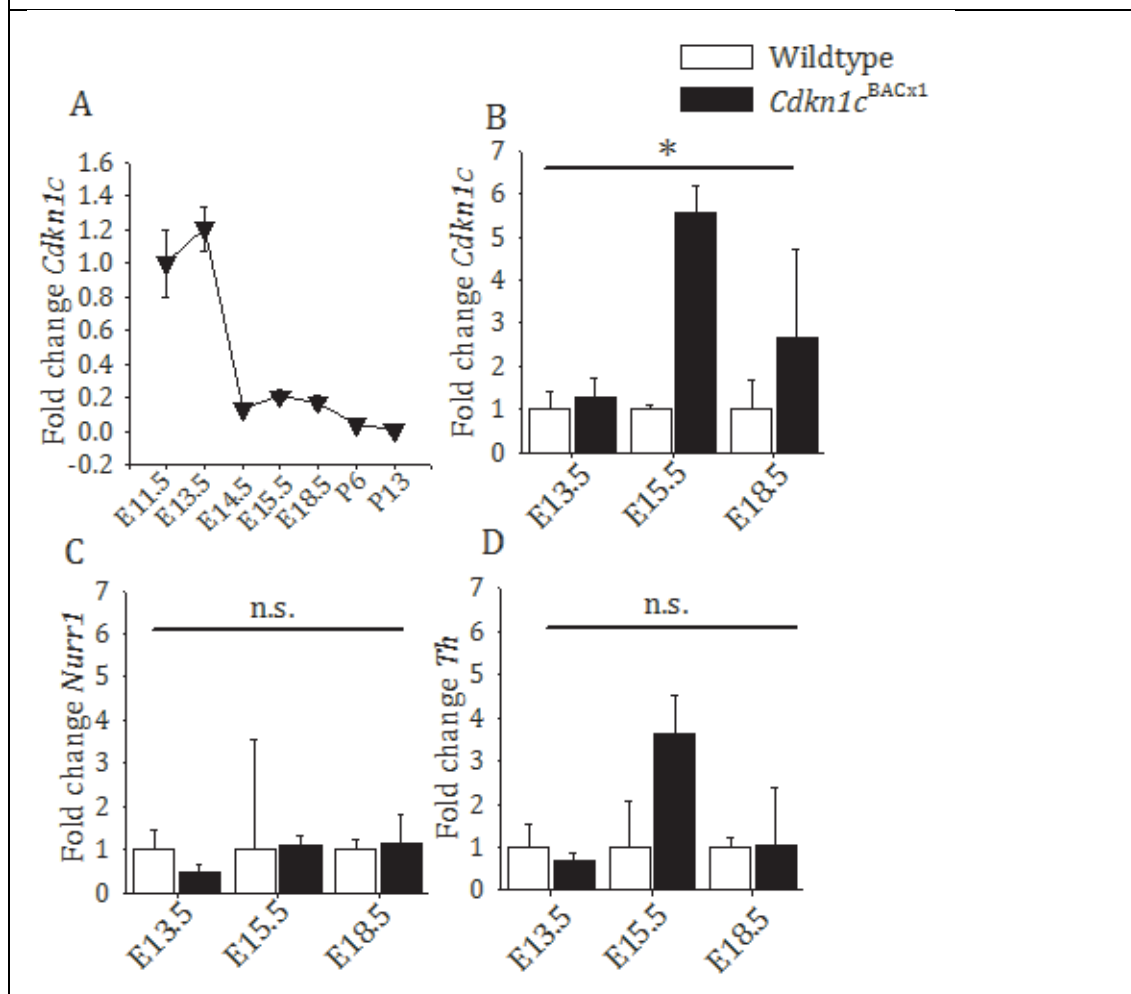 Wildtype
Cdkn1c^BACx1
A
Fold change Cdkn1c
1.6
1.4
1.2
1.0
0.8
0.6
0.4
0.2
0.0
-0.2
E11.5
E13.5
E14.5
E15.5
E18.5
P6
P13
B
Fold change Cdkn1c
7
6
5
4
3
2
1
0
*
E13.5
E15.5
E18.5
C
Fold change Nurr1
7
6
5
4
3
2
1
0
n.s.
E13.5
E15.5
E18.5
D
Fold change Th
7
6
5
4
3
2
1
0
n.s.
E13.5
E15.5
E18.5